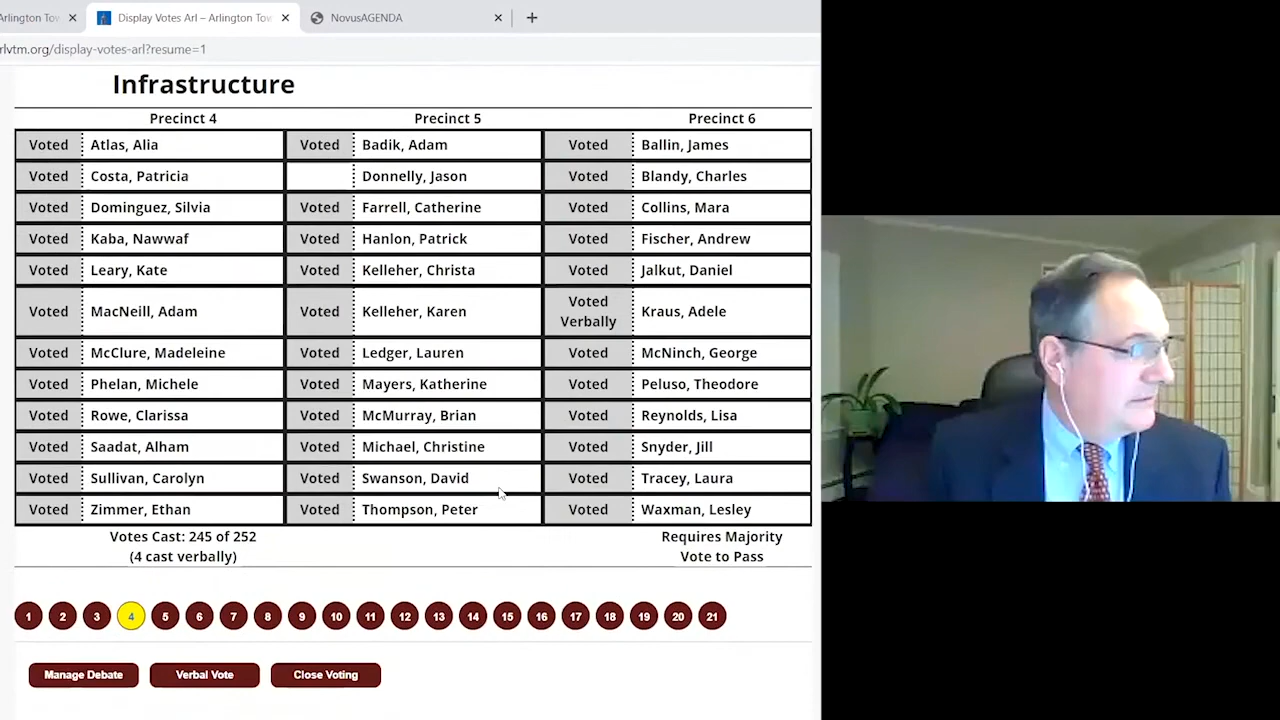 Arlington Tow
Display Votes Arl – Arlington Tow
NovusAGENDA
rlvtm.org/display-votes-arl?resume=1
Infrastructure
Precinct 4 Precinct 5 Precinct 6
Voted Atlas, Alia Voted Badik, Adam Voted Ballin, James
Voted Costa, Patricia Donnelly, Jason Voted Blandy, Charles
Voted Dominguez, Silvia Voted Farrell, Catherine Voted Collins, Mara
Voted Kaba, Nawwaf Voted Hanlon, Patrick Voted Fischer, Andrew
Voted Leary, Kate Voted Kelleher, Christa Voted Jalkut, Daniel
Voted MacNeill, Adam Voted Kelleher, Karen Voted Verbally Kraus, Adele
Voted McClure, Madeleine Voted Ledger, Lauren Voted McNinch, George
Voted Phelan, Michele Voted Mayers, Katherine Voted Peluso, Theodore
Voted Rowe, Clarissa Voted McMurray, Brian Voted Reynolds, Lisa
Voted Saadat, Alham Voted Michael, Christine Voted Snyder, Jill
Voted Sullivan, Carolyn Voted Swanson, David Voted Tracey, Laura
Voted Zimmer, Ethan Voted Thompson, Peter Voted Waxman, Lesley
Votes Cast: 245 of 252 Requires Majority
(4 cast verbally) Vote to Pass
1 2 3 4 5 6 7 8 9 10 11 12 13 14 15 16 17 18 19 20 21
Manage Debate Verbal Vote Close Voting